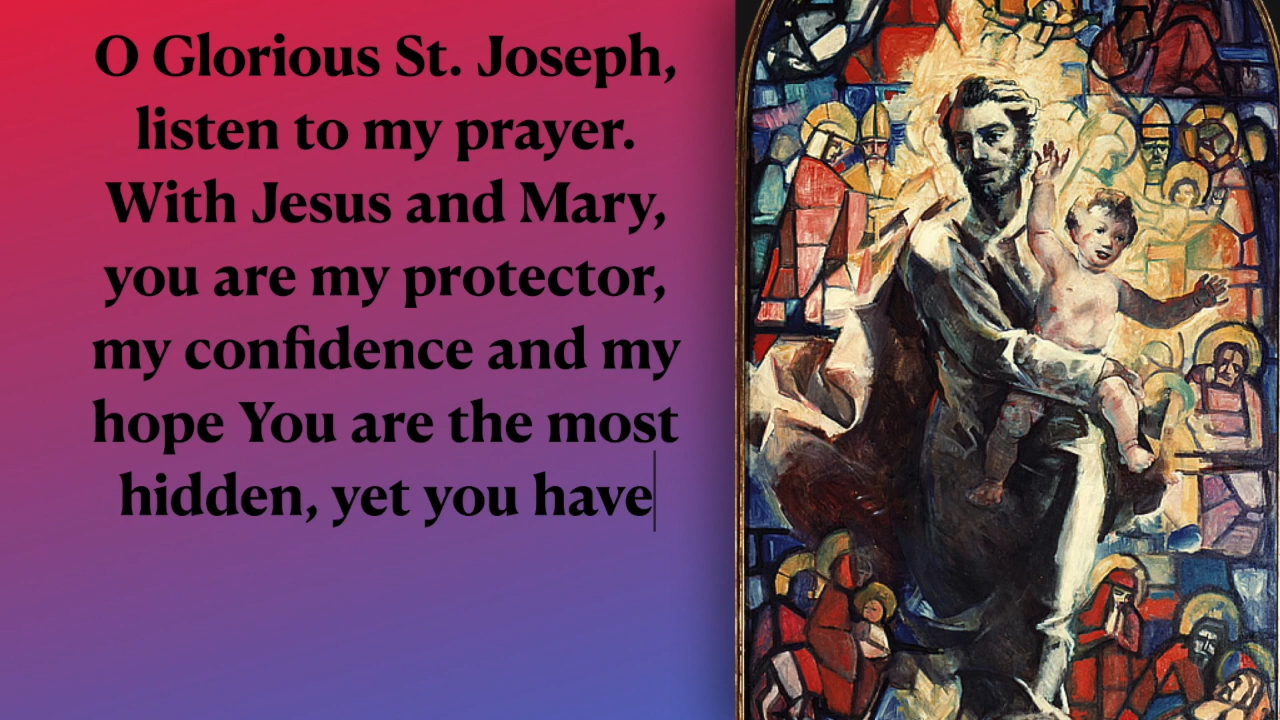 O Glorious St. Joseph,
listen to my prayer.
With Jesus and Mary,
you are my protector,
my confidence and my
hope You are the most
hidden, yet you have